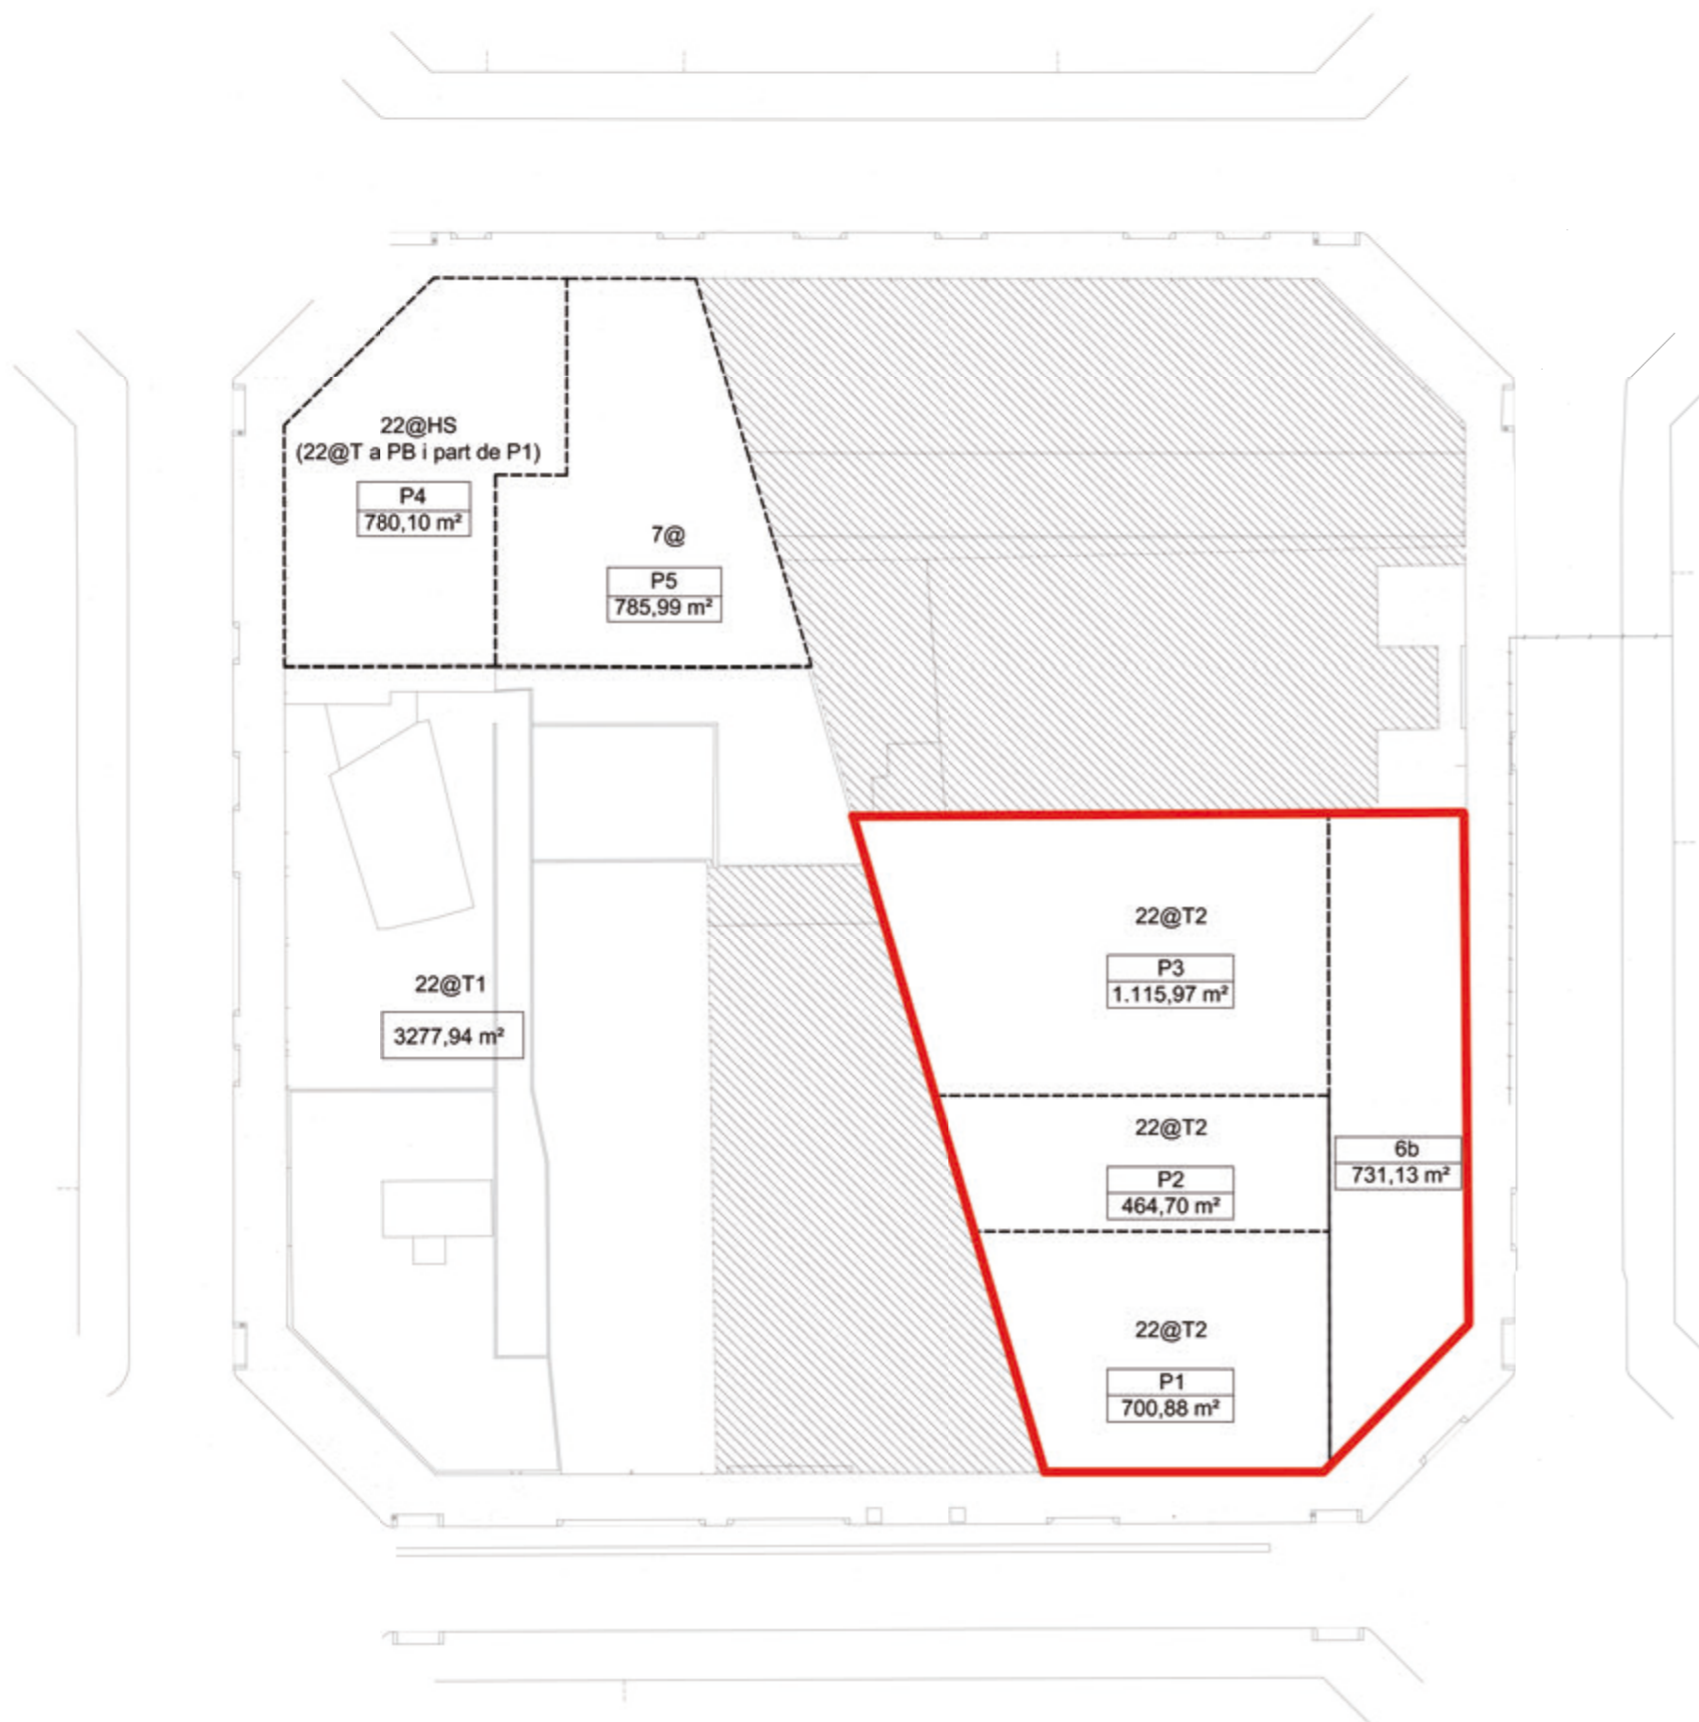 22@HS
(22@T a PB i part de P1)
P4
780,10 m²
7@
P5
785,99 m²
22@T2
P3
1.115,97 m²
22@T1
3277,94 m²
22@T2
P2
464,70 m²
6b
731,13 m²
22@T2
P1
700,88 m²